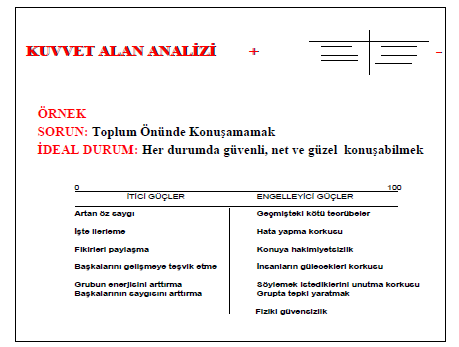 KUVVET ALAN ANALİZİ + -
ÖRNEK
SORUN: Toplum Önünde Konuşamamak
İDEAL DURUM: Her durumda güvenli, net ve güzel konuşabilmek
0 100
İTİCİ GÜÇLER ENGELLEYİCİ GÜÇLER
Artan öz saygı Geçmişteki kötü tecrübeler
İşte ilerleme Hata yapma korkusu
Fikirleri paylaşma Konuya hakimiyetsizlik
Başkalarını gelişmeye teşvik etme İnsanların gülecekleri korkusu
Grubun enerjisini arttırma Söylemek istediklerini unutma korkusu
Başkalarının saygısını arttırma Grupta tepki yaratmak
Fiziki güvensizlik